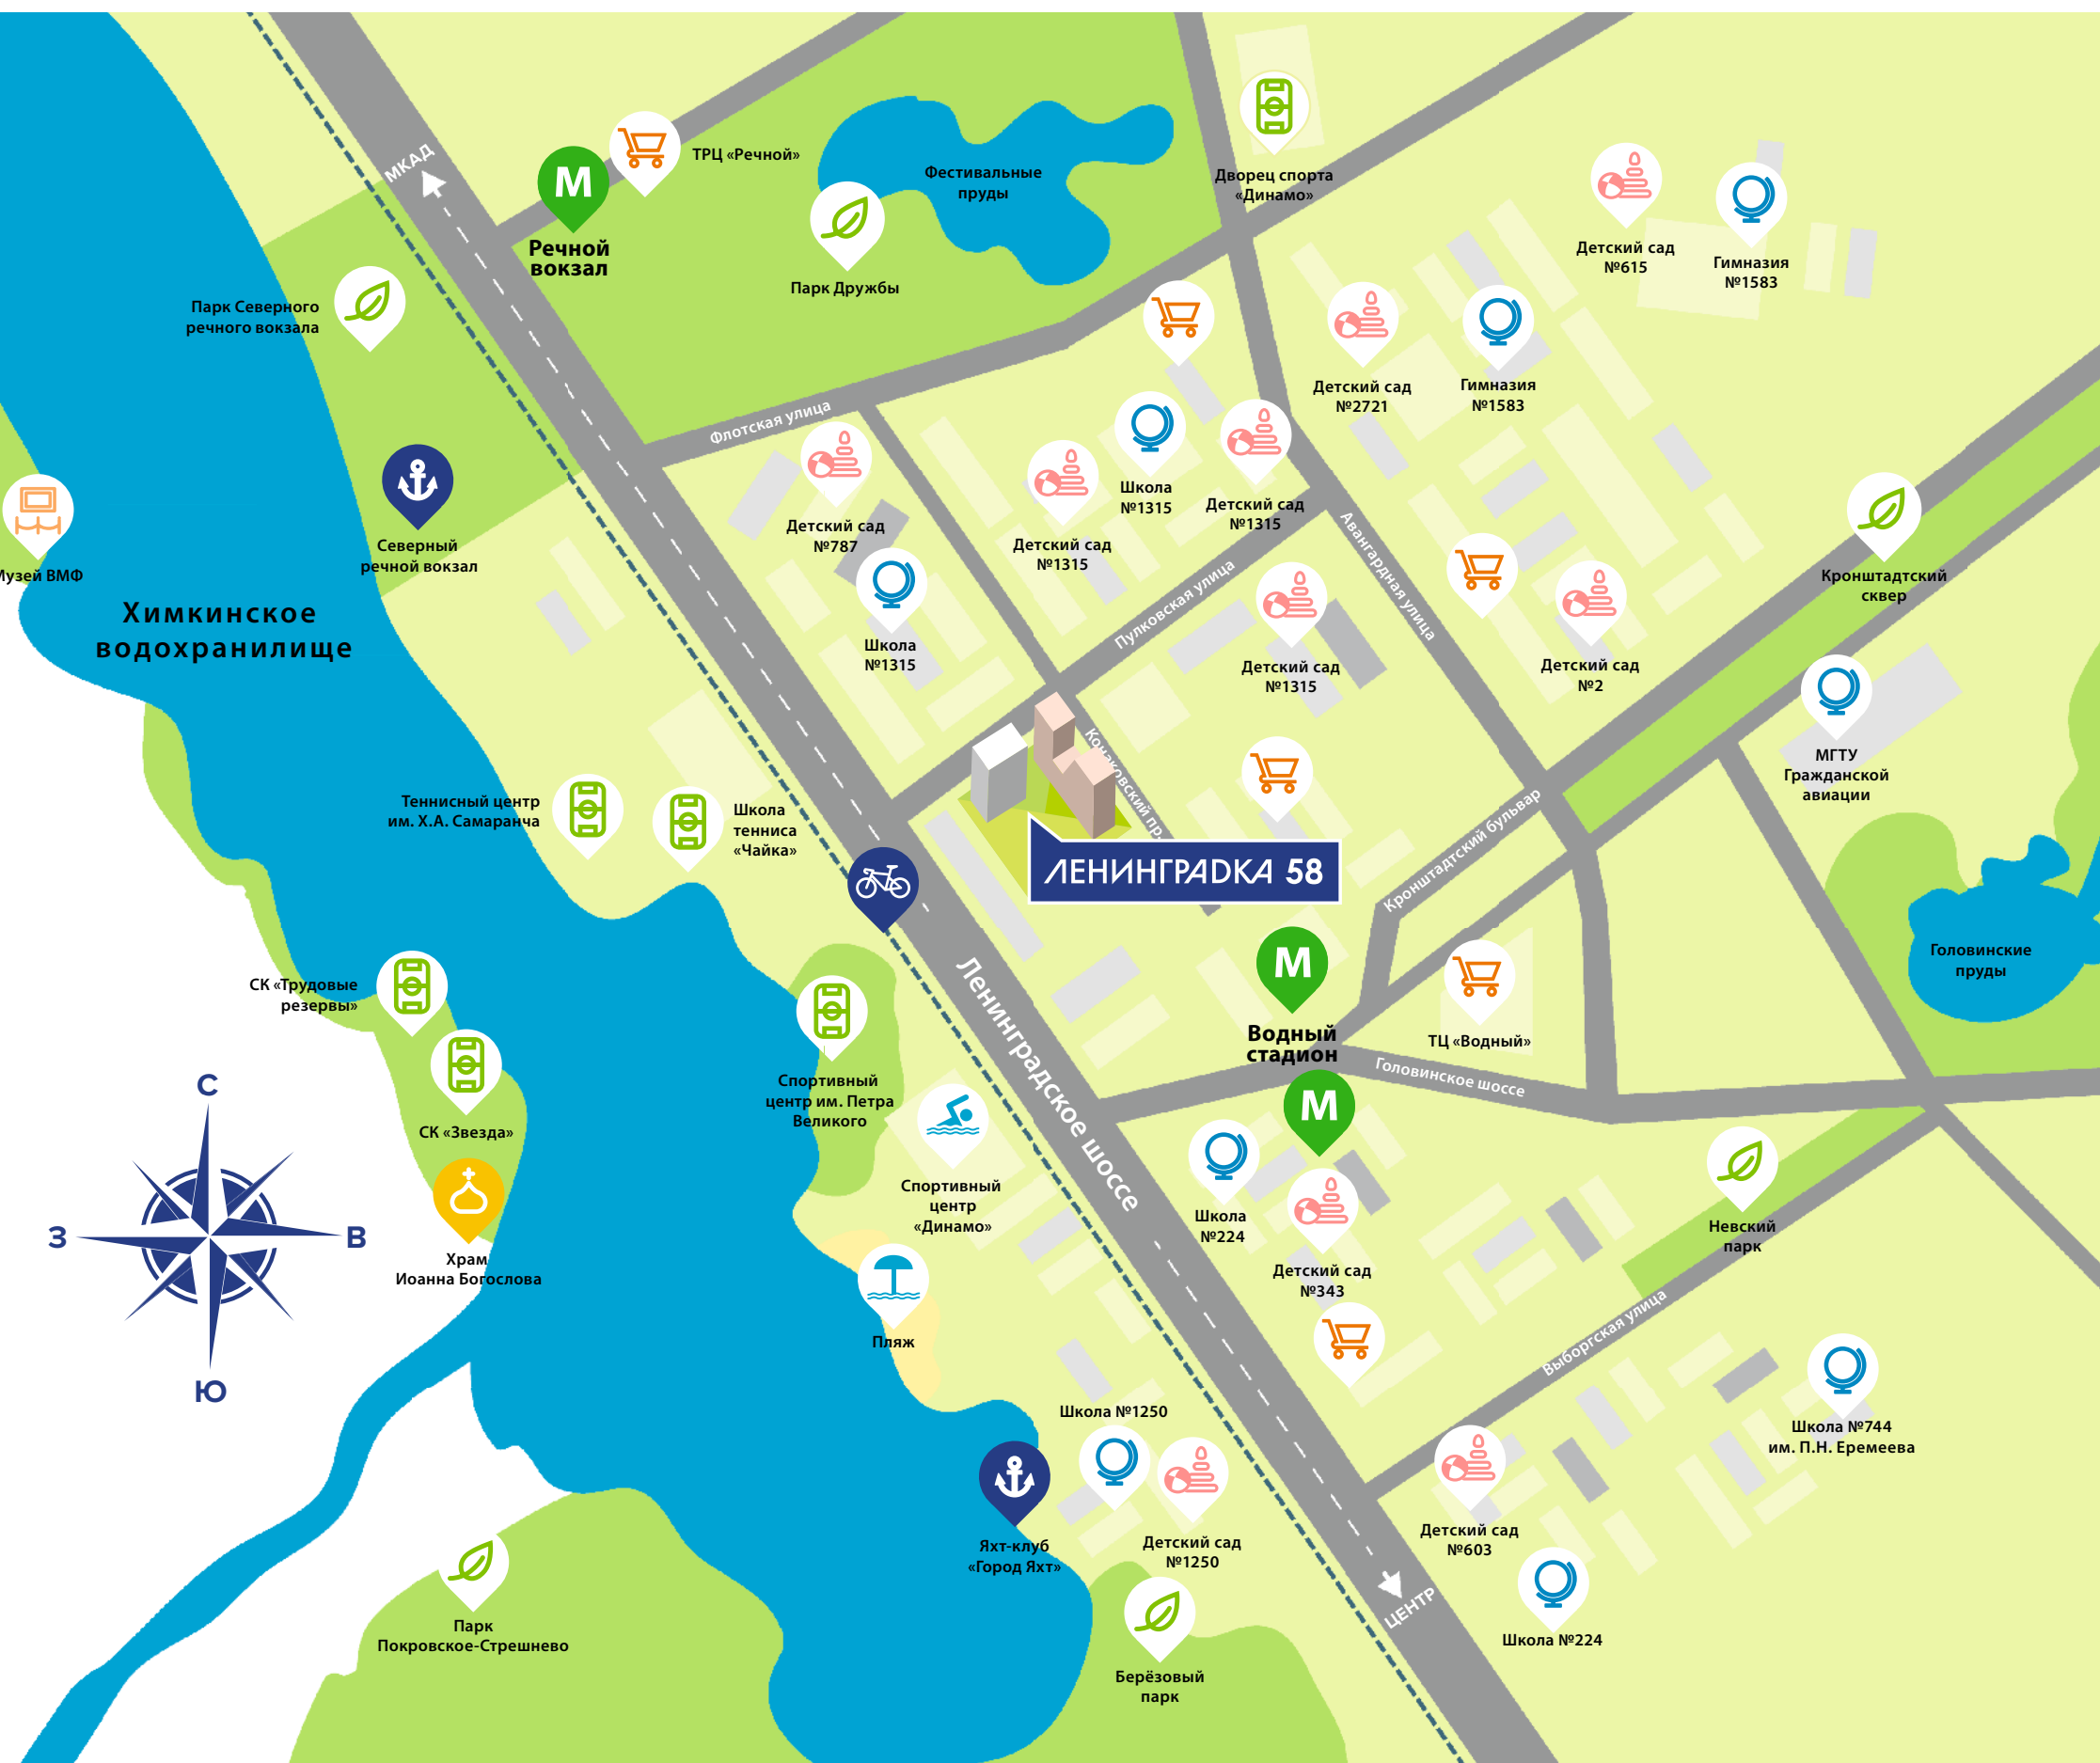 МКАД
ТРЦ «Речной»
Речной
вокзал
Фестивальные
пруды
Парк Дружбы
Дворец спорта
«Динамо»
Детский сад
№615
Гимназия
№1583
Парк Северного
речного вокзала
Детский сад
№2721
Гимназия
№1583
Флотская улица
Детский сад
№787
Школа
№1315
Детский сад
№1315
Детский сад
№1315
Северный
речной вокзал
Музей ВМФ
Химкинское
водохранилище
Школа
№1315
Пулковская улица
Авангардная улица
Детский сад
№1315
Детский сад
№2
Кронштадтский
сквер
МГТУ
Гражданской
авиации
Теннисный центр
им. Х.А. Самаранча
Школа
тенниса
«Чайка»
ЛЕНИНГРАДКА 58
Кронштадтский бульвар
Головинские
пруды
СК «Трудовые
резервы»
Ленинградское шоссе
Водный
стадион
ТЦ «Водный»
Головинское шоссе
СК «Звезда»
Спортивный
центр им. Петра
Великого
Спортивный
центр
«Динамо»
Школа
№224
Невский
парк
С
З
В
Ю
Храм
Иоанна Богослова
Детский сад
№343
Пляж
Выборгская улица
Школа №1250
Школа №744
им. П.Н. Еремеева
Яхт-клуб
«Город Яхт»
Детский сад
№1250
Детский сад
№603
ЦЕНТР
Парк
Покровское-Стрешнево
Школа №224
Берёзовый
парк
М
М
М